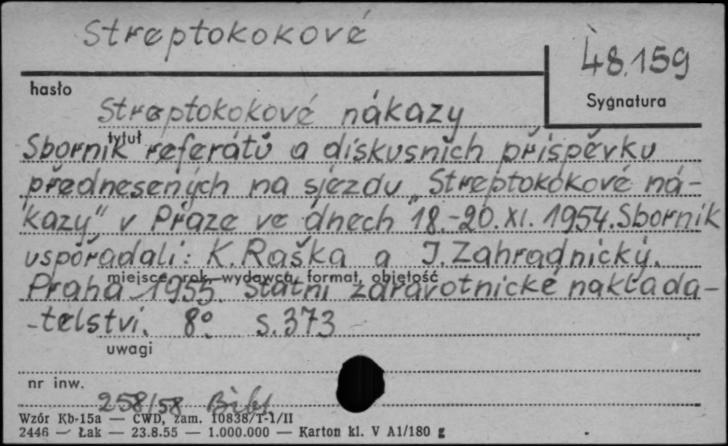 Streptokokové
48.159
hasło
Sygnatura
Streptokokové nákazy
tytuł
Sborník referátů a diskusních příspěvku
přednesených na sjezdu „Streptokokové ná-
kazy" v Praze ve dnech 18.-20.XI. 1954. Sborník
uspořádali: K. Raška a J. Zahradnický.
miejsce, rok, wydawca, format, objętość
Praha 1955. Státní zdravotnické naklada-
-telství. 8° s. 373
uwagi
nr inw.
258/58 Bibl.
Wzór Kb-15a — CWD, zam. 10838/T-1/II
2446 — Łak — 23.8.55 — 1.000.000 — Karton kl. V A1/180 g